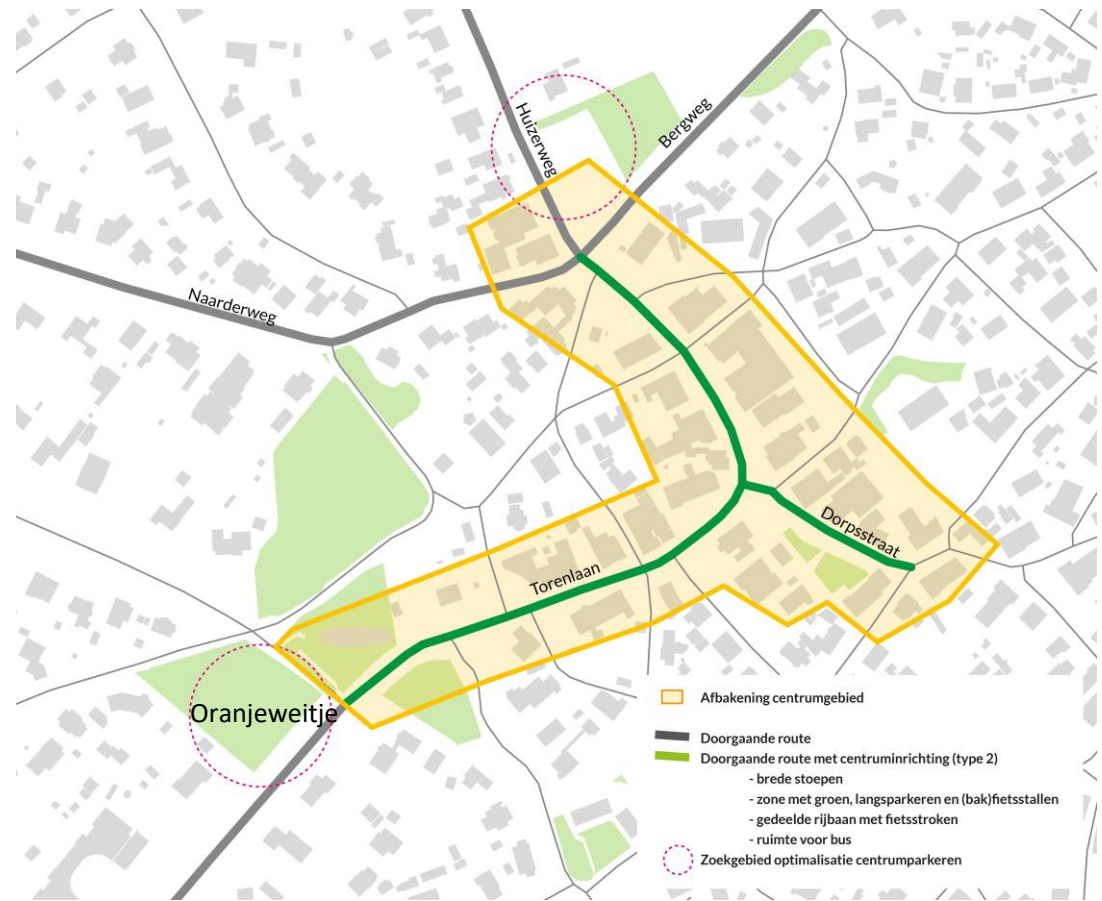 Huizerweg
Bergweg
Naarderweg
Dorpsstraat
Torenlaan
Oranjeweitje
Afbakening centrumgebied
Doorgaande route
Doorgaande route met centruminrichting (type 2)
- brede stoepen
- zone met groen, langsparkeren en (bak)fietsstallen
- gedeelde rijbaan met fietsstroken
- ruimte voor bus
Zoekgebied optimalisatie centrumparkeren